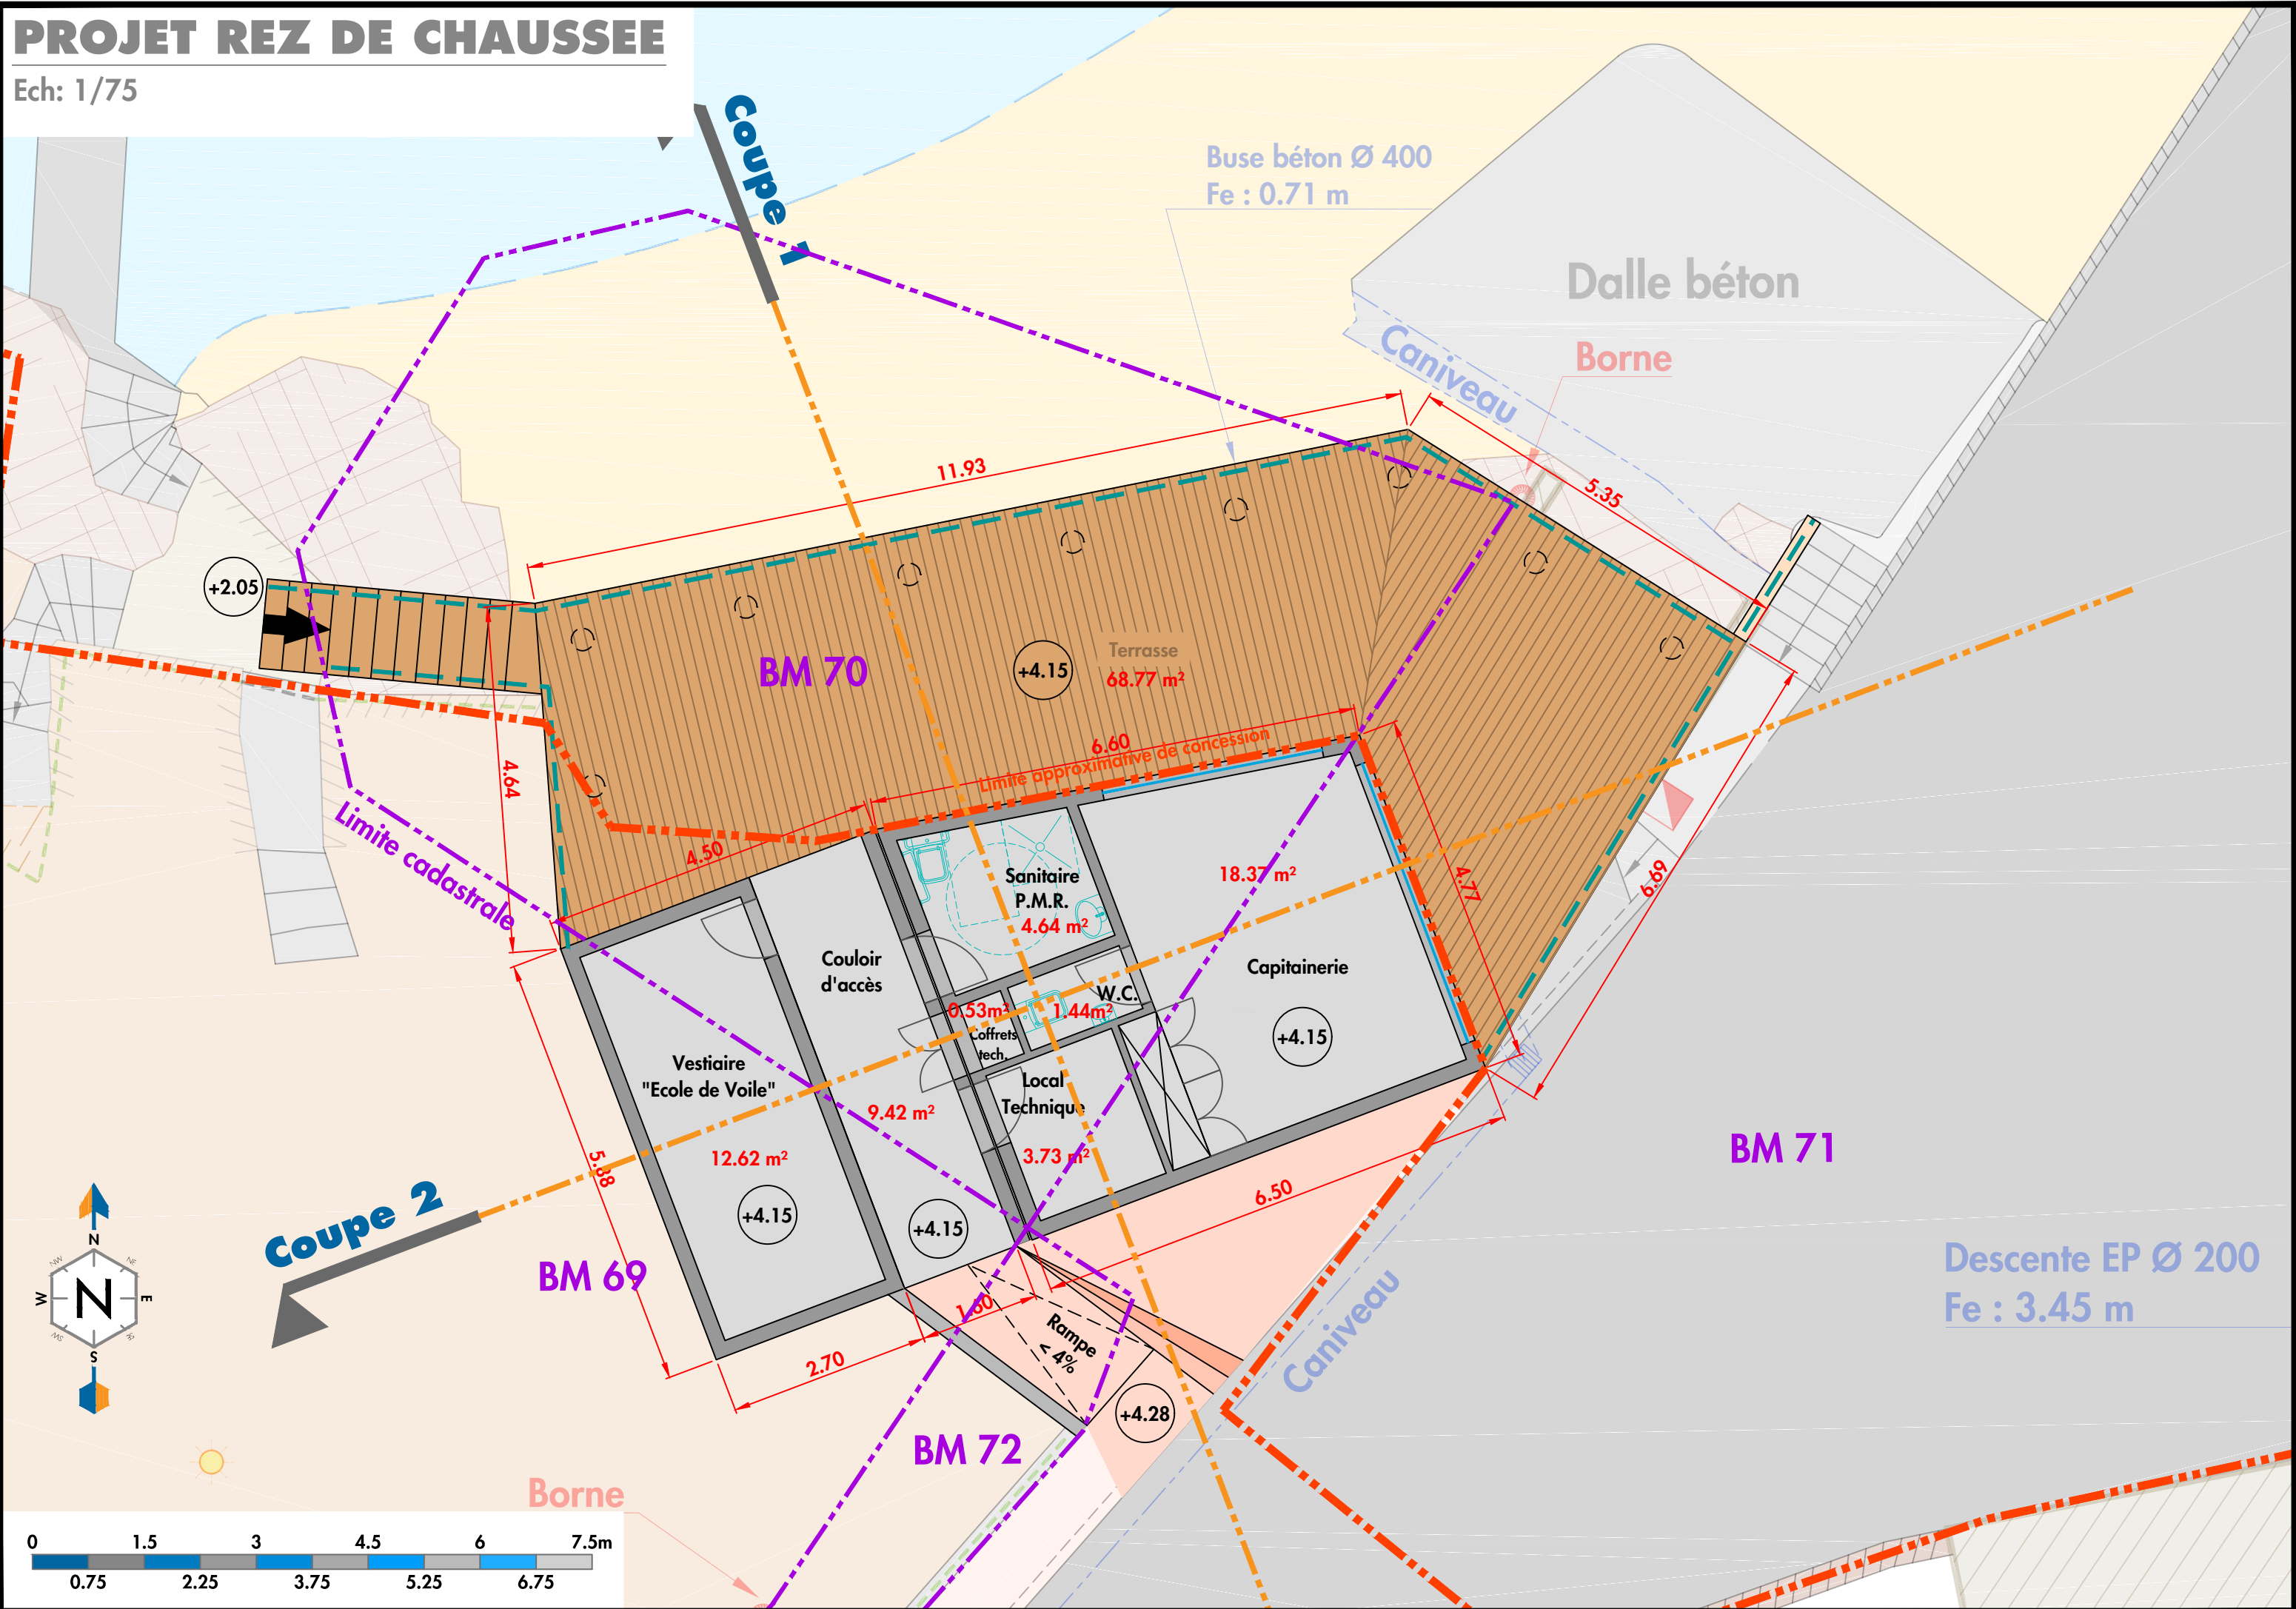 PROJET REZ DE CHAUSSEE
Ech: 1/75
Coupe 1
Buse béton Ø 400
Fe : 0.71 m
Dalle béton
Caniveau
Borne
11.93
5.35
+2.05
BM 70
+4.15
Terrasse
68.77 m²
6.60
Limite approximative de concession
4.64
4.50
Limite cadastrale
Sanitaire
P.M.R.
4.64 m²
18.37 m²
4.77
6.69
Couloir
d'accès
Capitainerie
W.C.
0.53m²
1.44m²
Coffrets
tech.
+4.15
Vestiaire
"Ecole de Voile"
Local
Technique
9.42 m²
12.62 m²
3.73 m²
5.88
BM 71
6.50
+4.15
+4.15
Coupe 2
BM 69
1.60
Rampe
< 4%
2.70
+4.28
Caniveau
Descente EP Ø 200
Fe : 3.45 m
BM 72
Borne
N
NW
NE
W
N
E
SW
S
0 1.5 3 4.5 6 7.5m
0.75 2.25 3.75 5.25 6.75